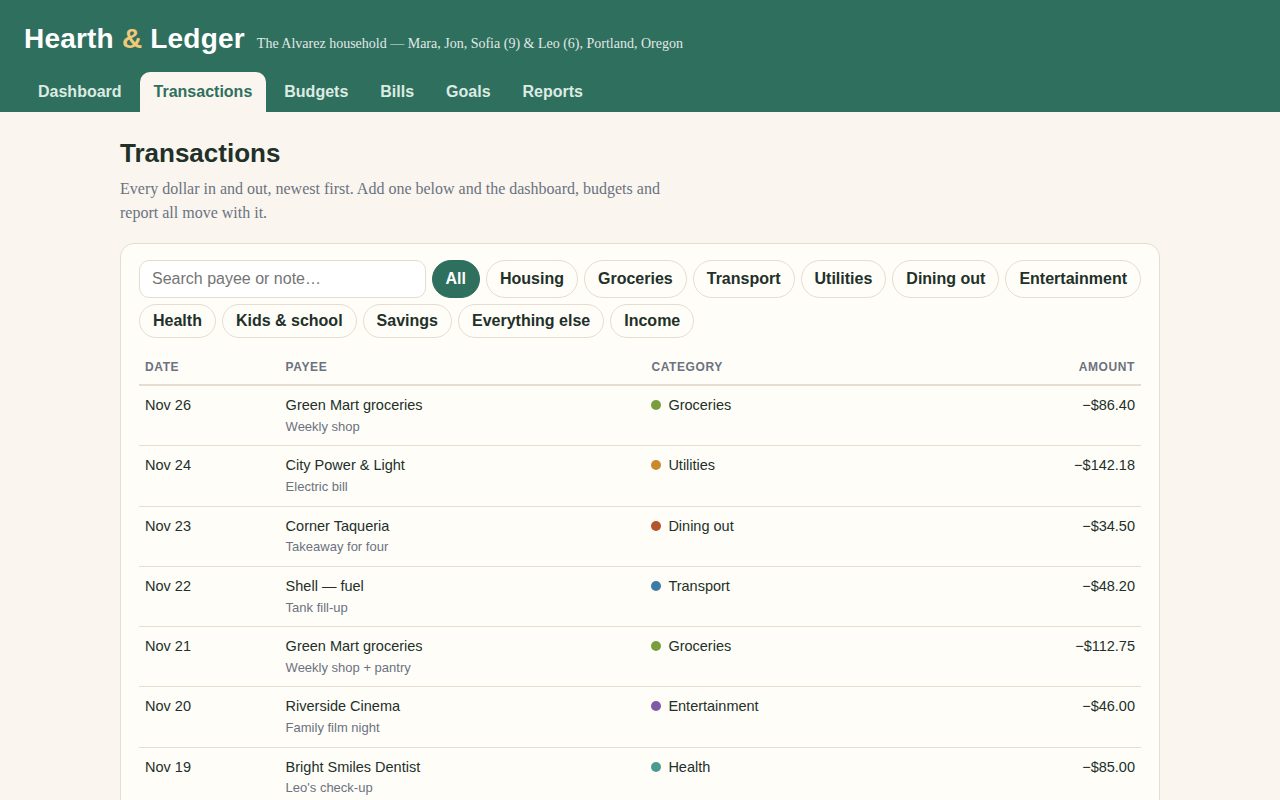 Hearth & Ledger The Alvarez household — Mara, Jon, Sofia (9) & Leo (6), Portland, Oregon
Dashboard Transactions Budgets Bills Goals Reports
Transactions
Every dollar in and out, newest first. Add one below and the dashboard, budgets and
report all move with it.
Search payee or note… All Housing Groceries Transport Utilities Dining out Entertainment
Health Kids & school Savings Everything else Income
DATE PAYEE CATEGORY AMOUNT
Nov 26 Green Mart groceries Groceries −$86.40
Weekly shop
Nov 24 City Power & Light Utilities −$142.18
Electric bill
Nov 23 Corner Taqueria Dining out −$34.50
Takeaway for four
Nov 22 Shell — fuel Transport −$48.20
Tank fill-up
Nov 21 Green Mart groceries Groceries −$112.75
Weekly shop + pantry
Nov 20 Riverside Cinema Entertainment −$46.00
Family film night
Nov 19 Bright Smiles Dentist Health −$85.00
Leo's check-up